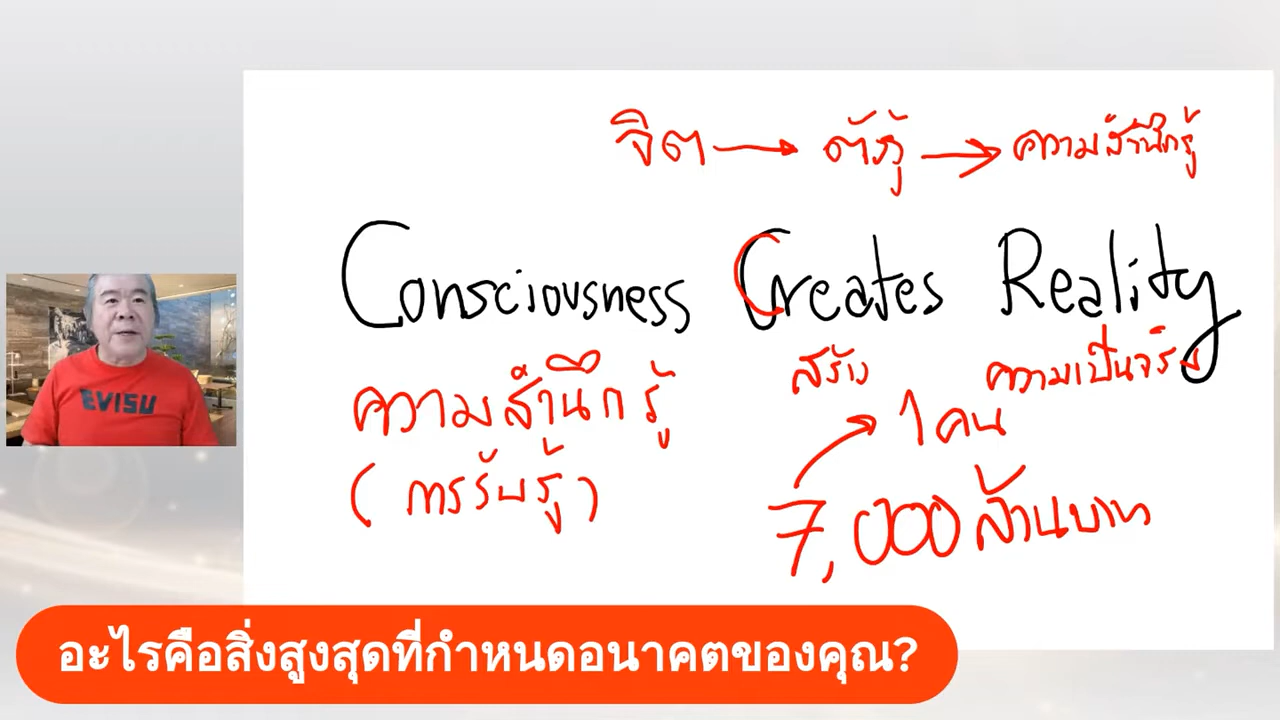 จิต → ตัวรู้ → ความสำนึกรู้
Consciousness Creates Reality
ความสำนึกรู้ สร้าง ความเป็นจริง
(การรับรู้) → 1 คน
7,000 ล้านบาท
EVISU
อะไรคือสิ่งสูงสุดที่กำหนดอนาคตของคุณ?